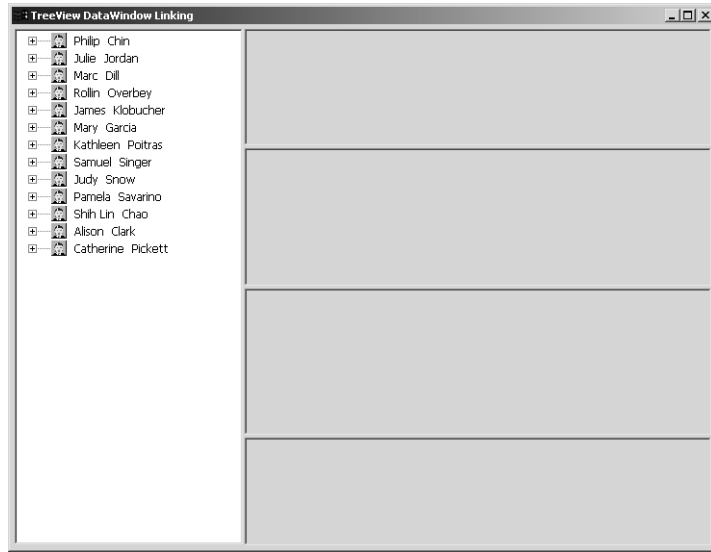 TreeView DataWindow Linking
Philip Chin
Julie Jordan
Marc Dill
Rollin Overbey
James Klobucher
Mary Garcia
Kathleen Poitras
Samuel Singer
Judy Snow
Pamela Savarino
Shih Lin Chao
Alison Clark
Catherine Pickett